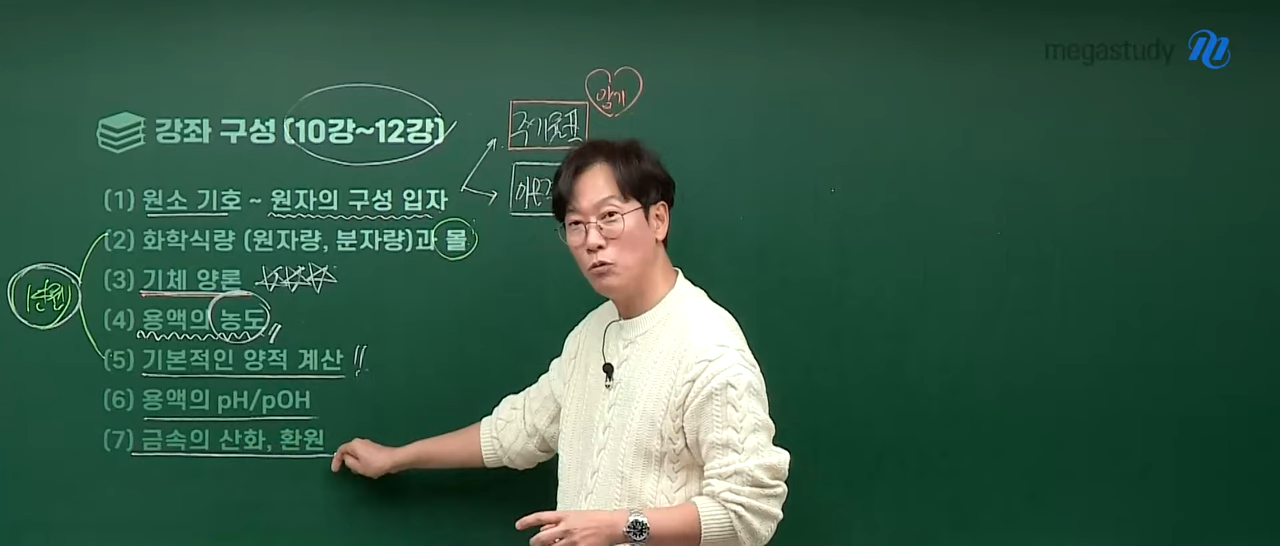 megastudy
암기
강좌 구성 (10강~12강)
주기율표
(1) 원소 기호 ~ 원자의 구성 입자
(2) 화학식량 (원자량, 분자량)과 몰
(3) 기체 양론
1단원
(4) 용액의 농도
(5) 기본적인 양적 계산 !!
(6) 용액의 pH/pOH
(7) 금속의 산화, 환원